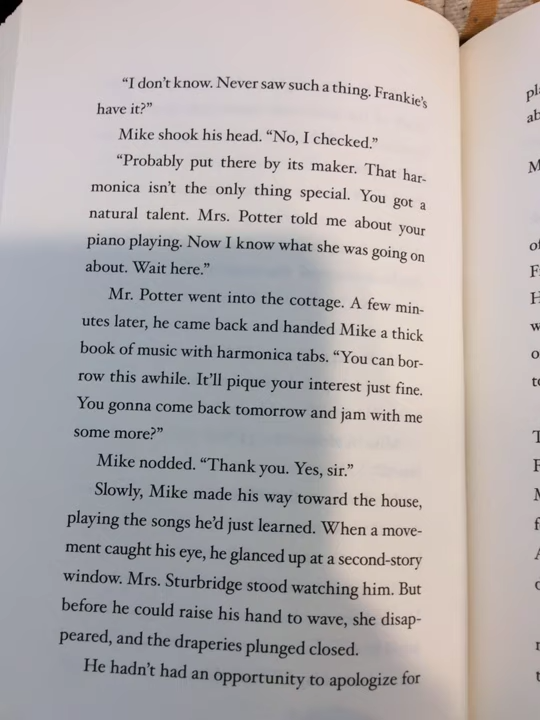 "I don't know. Never saw such a thing. Frankie's
have it?"
Mike shook his head. "No, I checked."
"Probably put there by its maker. That har-
monica isn't the only thing special. You got a
natural talent. Mrs. Potter told me about your
piano playing. Now I know what she was going on
about. Wait here."
Mr. Potter went into the cottage. A few min-
utes later, he came back and handed Mike a thick
book of music with harmonica tabs. "You can bor-
row this awhile. It'll pique your interest just fine.
You gonna come back tomorrow and jam with me
some more?"
Mike nodded. "Thank you. Yes, sir."
Slowly, Mike made his way toward the house,
playing the songs he'd just learned. When a move-
ment caught his eye, he glanced up at a second-story
window. Mrs. Sturbridge stood watching him. But
before he could raise his hand to wave, she disap-
peared, and the draperies plunged closed.
He hadn't had an opportunity to apologize for